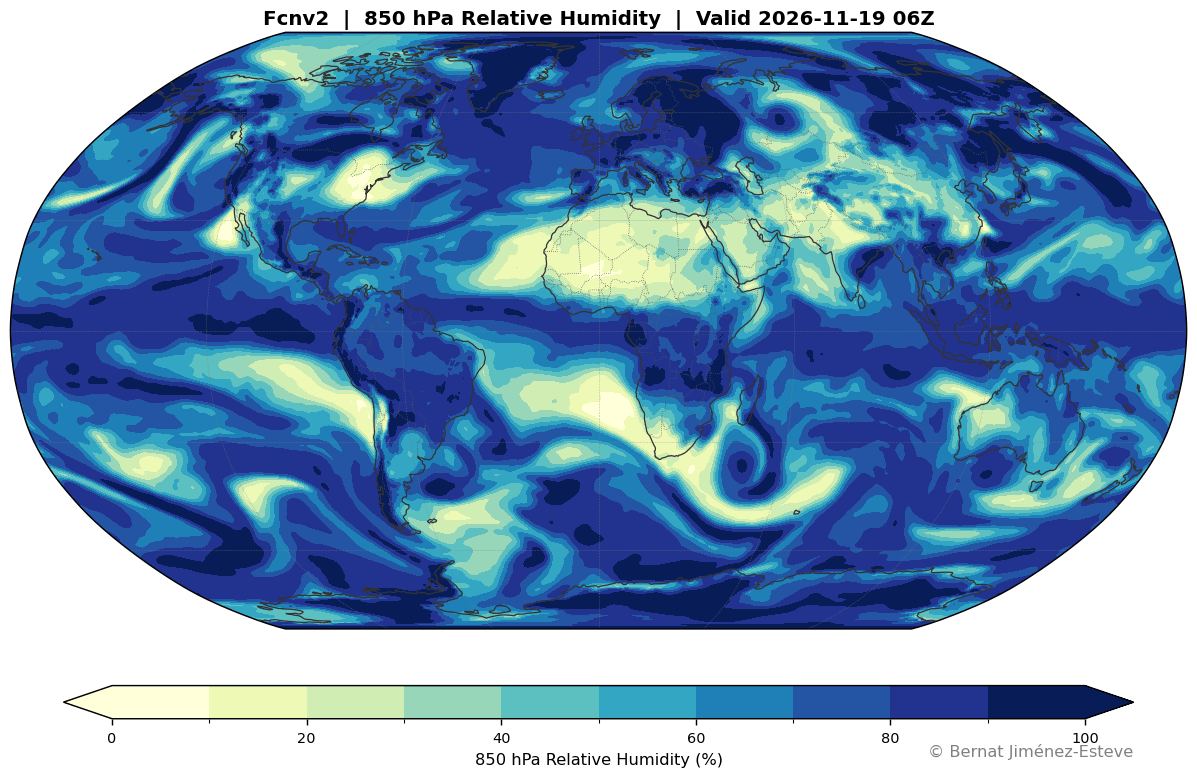 Fcnv2  |  850 hPa Relative Humidity  |  Valid 2026-11-19 06Z
0 20 40 60 80 100
850 hPa Relative Humidity (%)
© Bernat Jiménez-Esteve